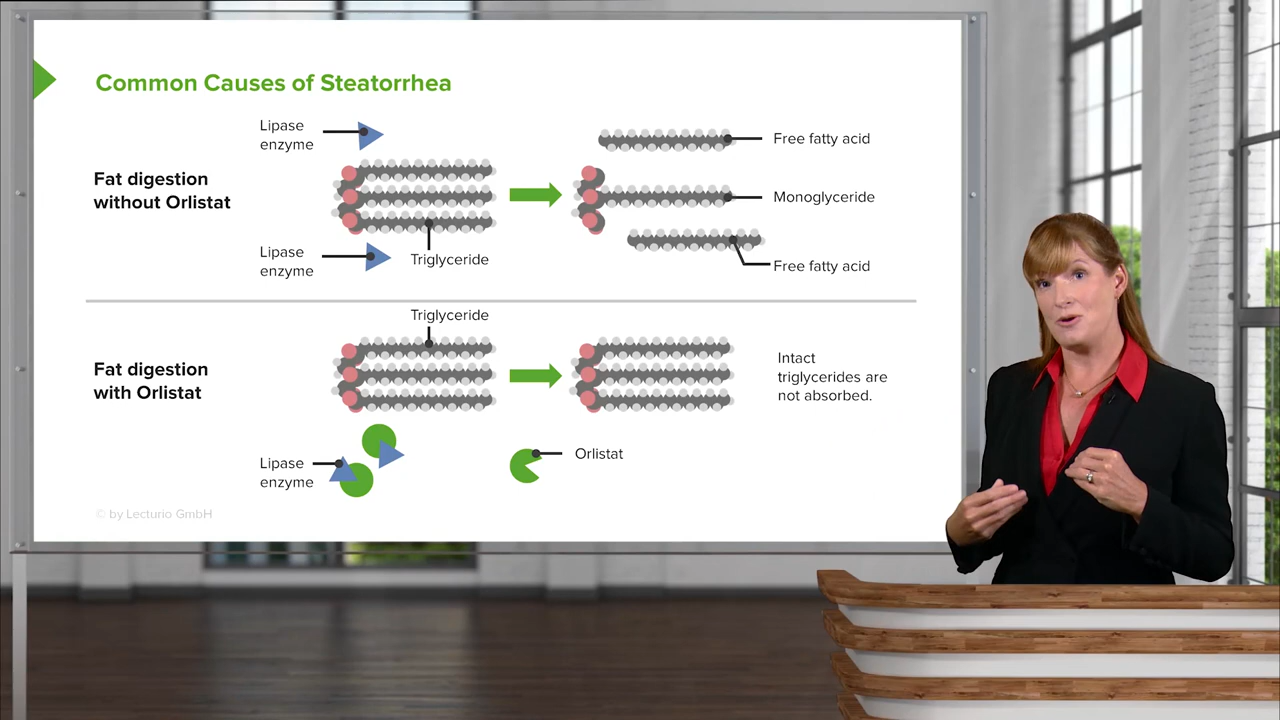 Common Causes of Steatorrhea
Lipase
enzyme
Free fatty acid
Fat digestion
without Orlistat
Monoglyceride
Lipase
enzyme
Triglyceride
Free fatty acid
Triglyceride
Fat digestion
with Orlistat
Intact
triglycerides are
not absorbed.
Lipase
enzyme
Orlistat
© by Lecturio GmbH